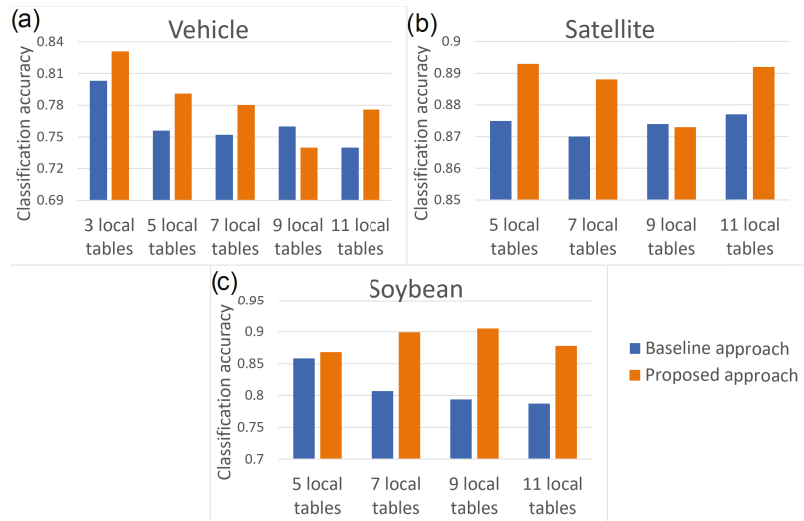 (a)
Vehicle
Classification accuracy
0.84
0.81
0.78
0.75
0.72
0.69
3 local tables
5 local tables
7 local tables
9 local tables
11 local tables
(b)
Satellite
Classification accuracy
0.9
0.89
0.88
0.87
0.86
0.85
5 local tables
7 local tables
9 local tables
11 local tables
(c)
Soybean
Classification accuracy
0.95
0.9
0.85
0.8
0.75
0.7
5 local tables
7 local tables
9 local tables
11 local tables
Baseline approach
Proposed approach